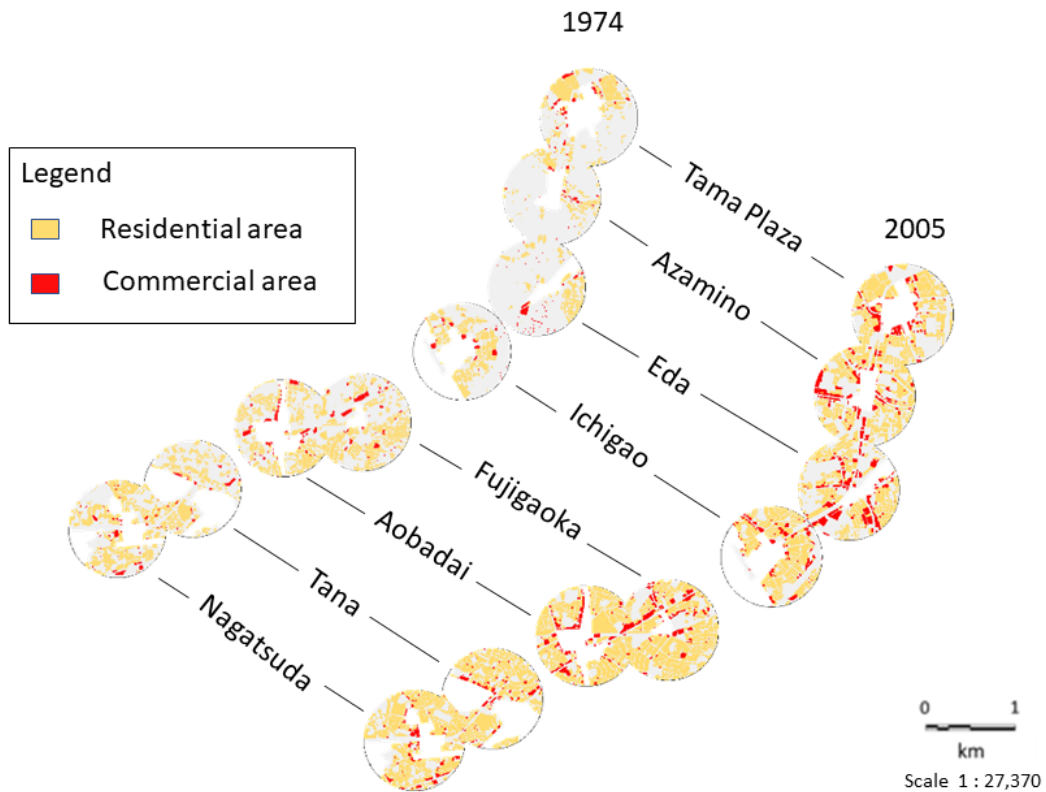 1974
Legend
Residential area
Commercial area
Tama Plaza
2005
Azamino
Eda
Ichigao
Fujigaoka
Aobadai
Tana
Nagatsuda
0 1
km
Scale 1 : 27,370